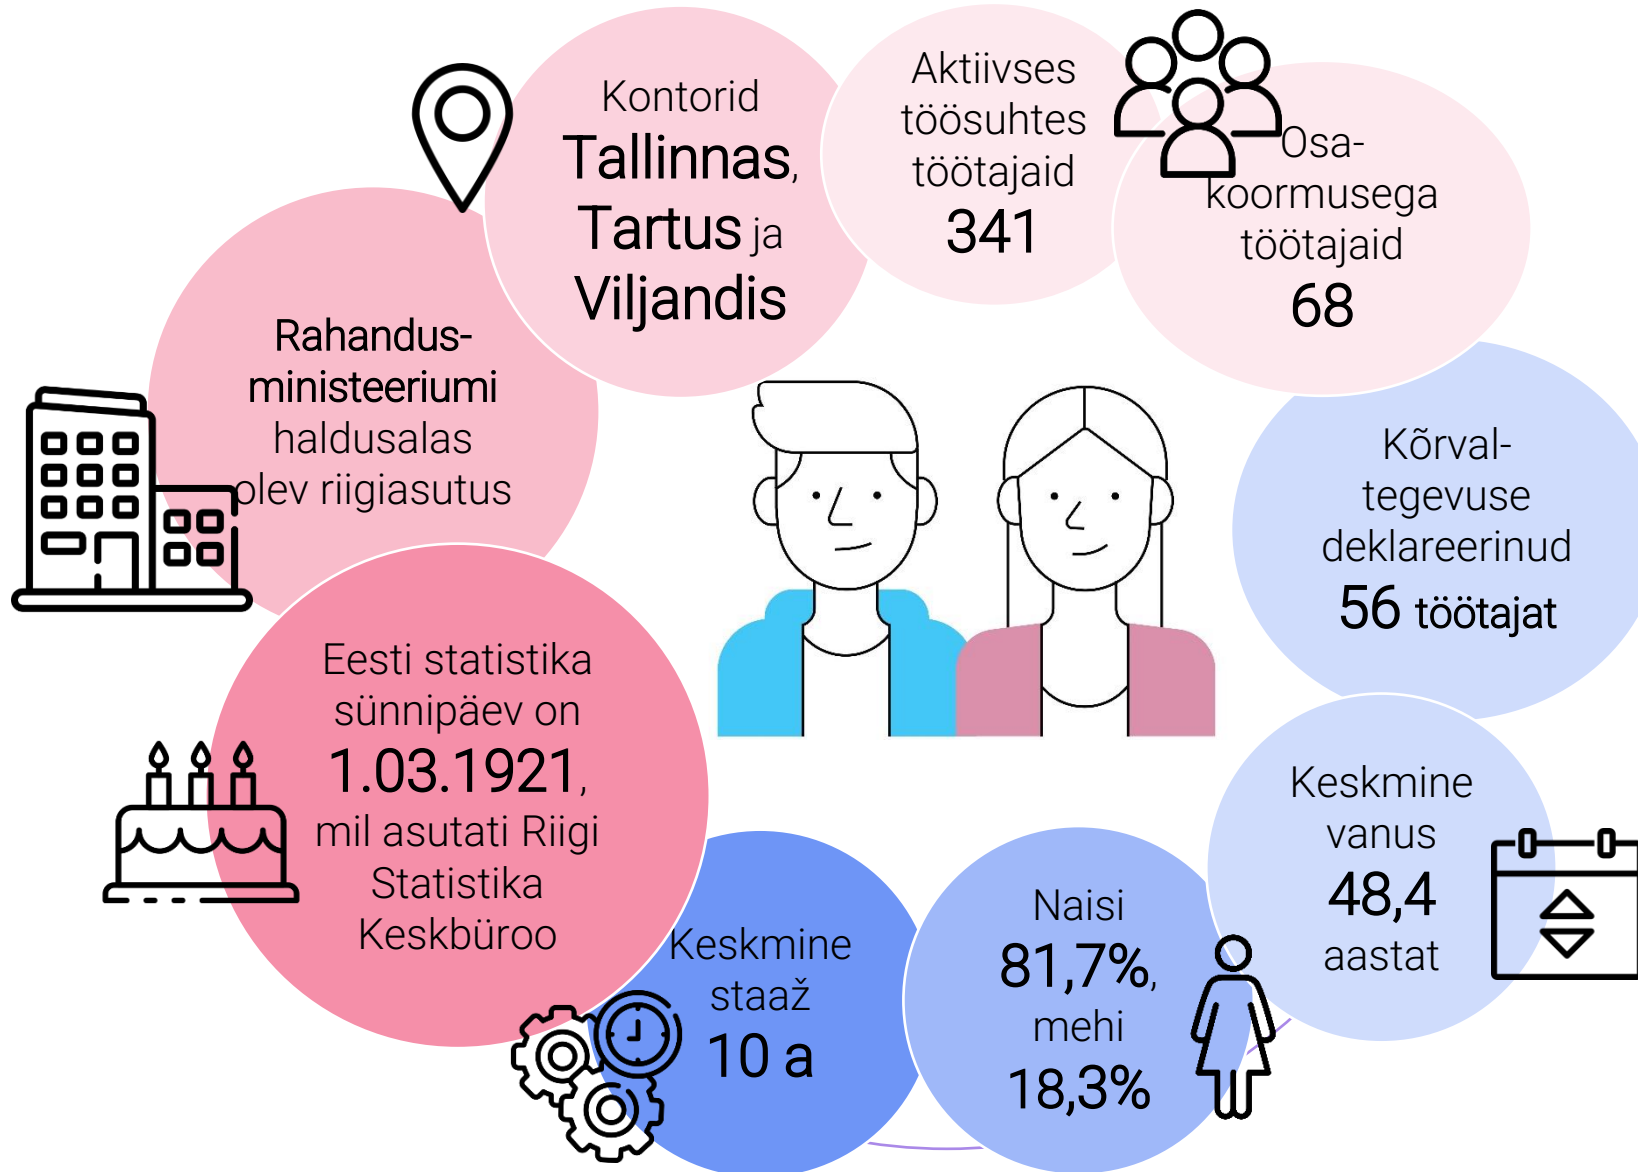 Kontorid
Tallinnas,
Tartus ja
Viljandis
Aktiivses
töösuhtes
töötajaid
341
Osa-
koormusega
töötajaid
68
Kõrval-
tegevuse
deklareerinud
56 töötajat
Keskmine
vanus
48,4
aastat
Naisi
81,7%,
mehi
18,3%
Keskmine
staaž
10 a
Eesti statistika
sünnipäev on
1.03.1921,
mil asutati Riigi
Statistika
Keskbüroo
Rahandus-
ministeeriumi
haldusalas
olev riigiasutus